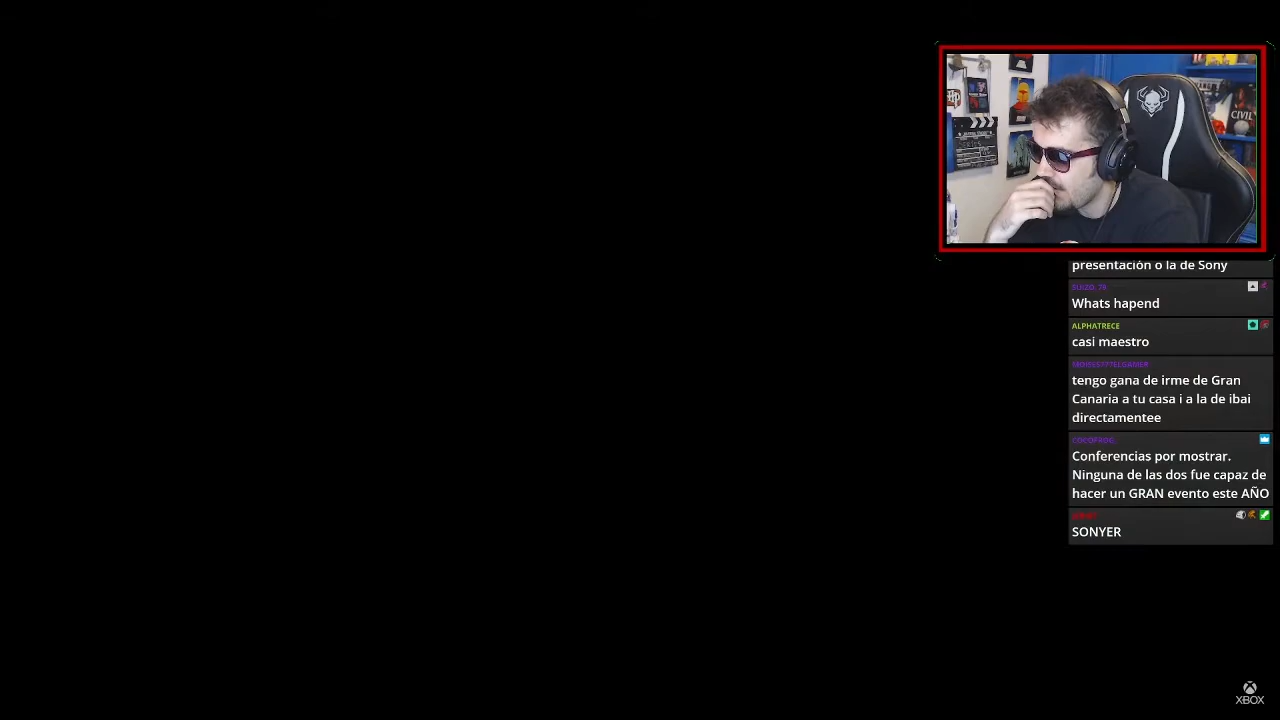 CIVIL
presentación o la de Sony
Whats hapend
ALPHATRECE
casi maestro
tengo gana de irme de Gran
Canaria a tu casa i a la de ibai
directamentee
COCOFROG_
Conferencias por mostrar.
Ninguna de las dos fue capaz de
hacer un GRAN evento este AÑO
SONYER
XBOX